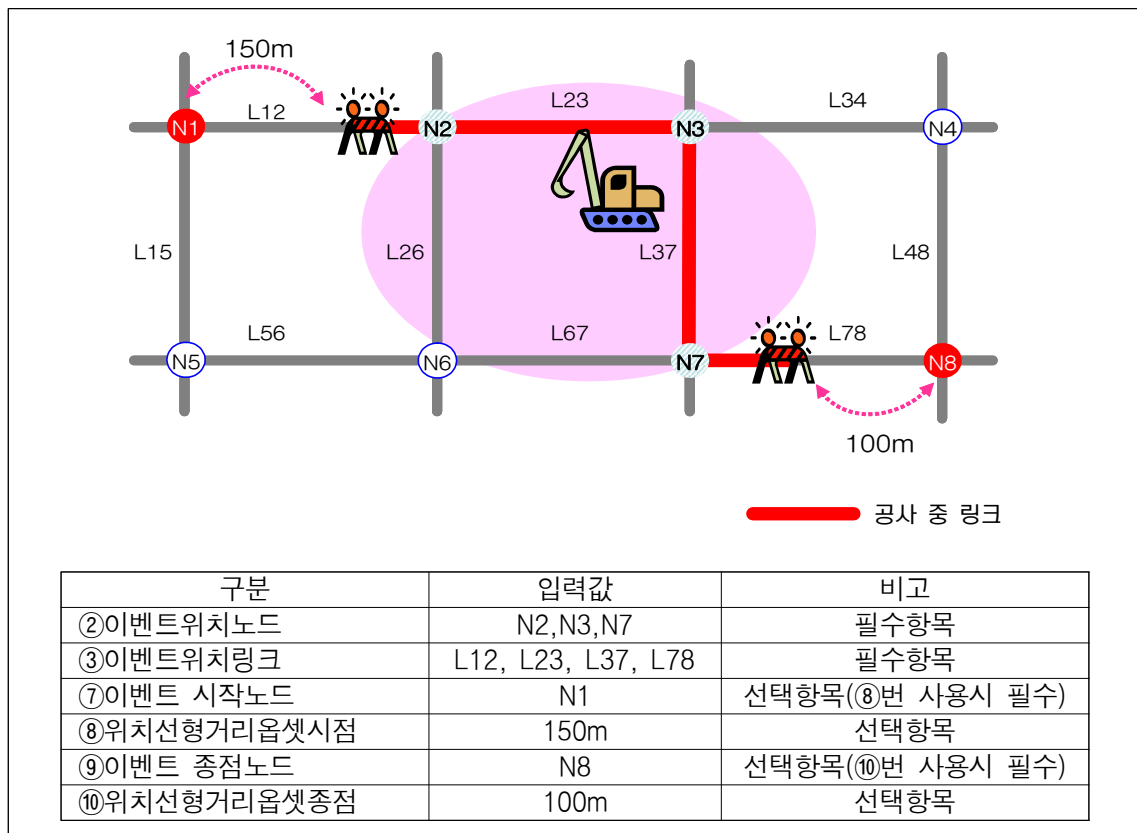 150m
L12
L23
L34
N1
N2
N3
N4
L15
L26
L37
L48
L56
L67
L78
N5
N6
N7
N8
100m
공사 중 링크
구분 입력값 비고
②이벤트위치노드 N2,N3,N7 필수항목
③이벤트위치링크 L12, L23, L37, L78 필수항목
⑦이벤트 시작노드 N1 선택항목(⑧번 사용시 필수)
⑧위치선형거리옵셋시점 150m 선택항목
⑨이벤트 종점노드 N8 선택항목(⑩번 사용시 필수)
⑩위치선형거리옵셋종점 100m 선택항목